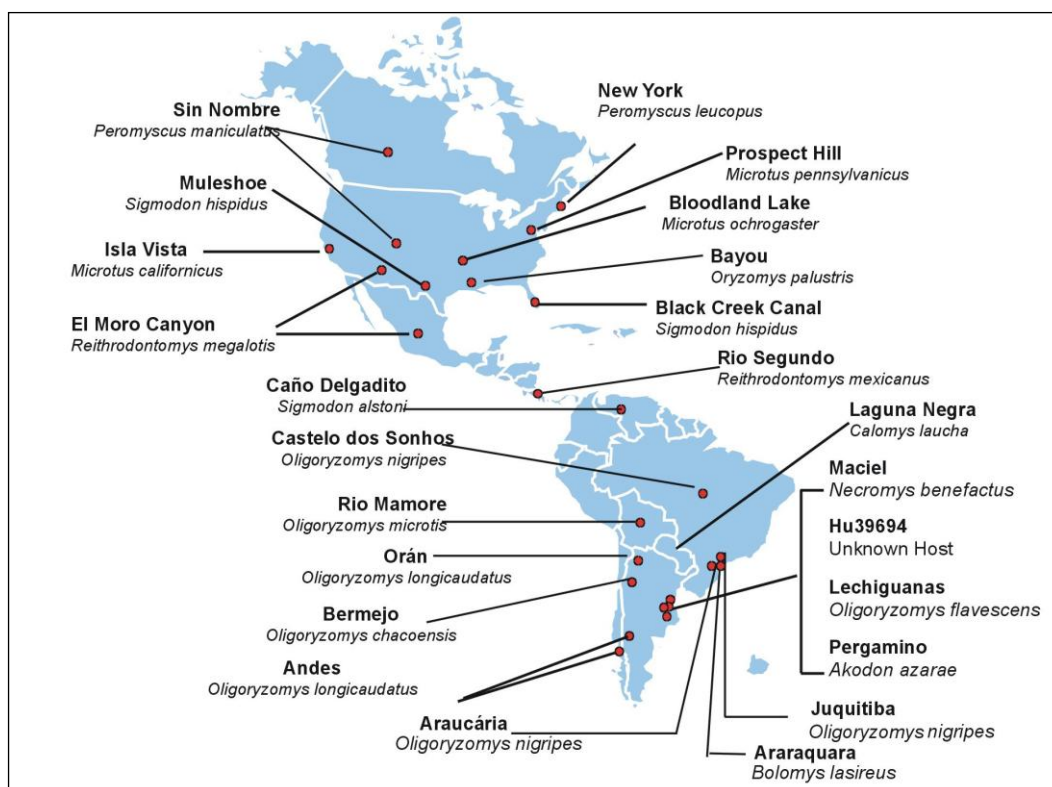 Sin Nombre
Peromyscus maniculatus
Muleshoe
Sigmodon hispidus
Isla Vista
Microtus californicus
El Moro Canyon
Reithrodontomys megalotis
New York
Peromyscus leucopus
Prospect Hill
Microtus pennsylvanicus
Bloodland Lake
Microtus ochrogaster
Bayou
Oryzomys palustris
Black Creek Canal
Sigmodon hispidus
Rio Segundo
Reithrodontomys mexicanus
Caño Delgadito
Sigmodon alstoni
Castelo dos Sonhos
Oligoryzomys nigripes
Rio Mamore
Oligoryzomys microtis
Orán
Oligoryzomys longicaudatus
Bermejo
Oligoryzomys chacoensis
Andes
Oligoryzomys longicaudatus
Araucária
Oligoryzomys nigripes
Laguna Negra
Calomys laucha
Maciel
Necromys benefactus
Hu39694
Unknown Host
Lechiguanas
Oligoryzomys flavescens
Pergamino
Akodon azarae
Juquitiba
Oligoryzomys nigripes
Araraquara
Bolomys lasireus